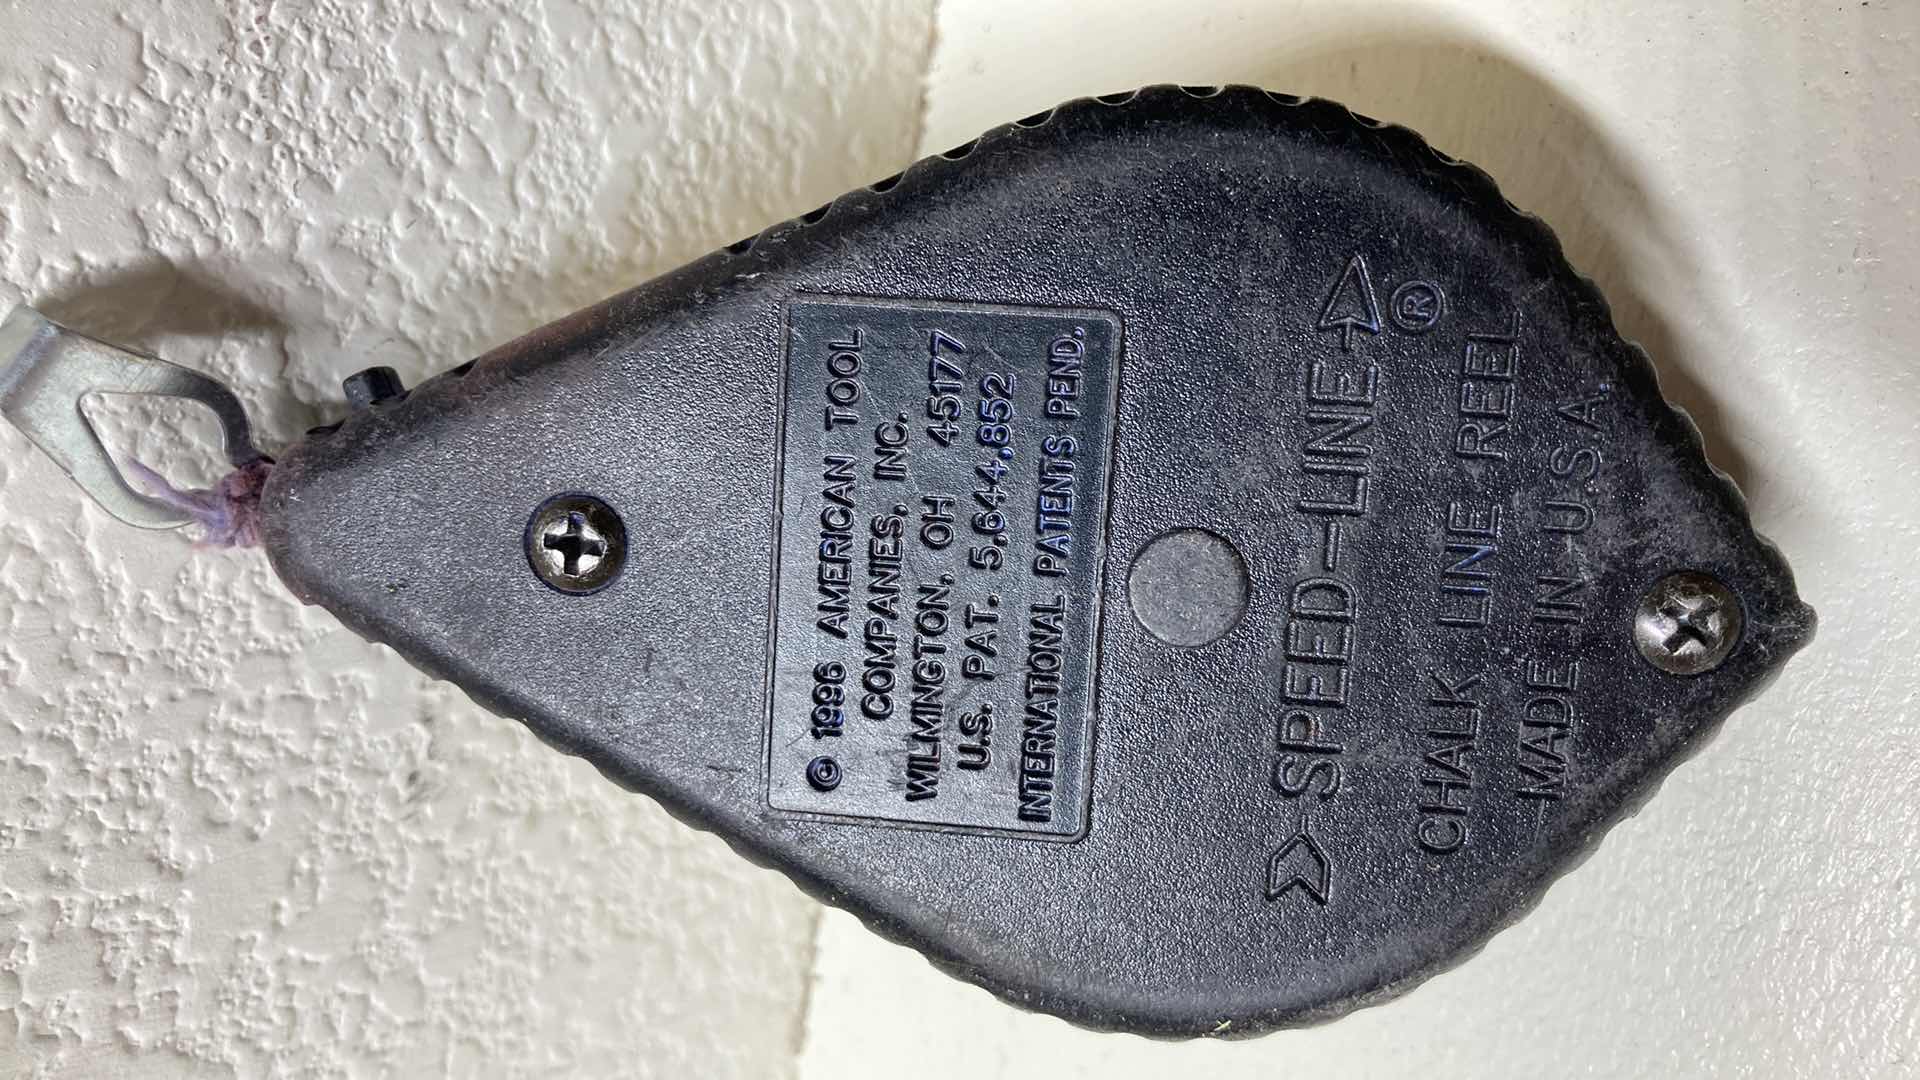 © 1996 AMERICAN TOOL
COMPANIES, INC.
WILMINGTON, OH 45177
U.S. PAT. 5,644,852
INTERNATIONAL PATENTS PEND.
SPEED-LINE®
CHALK LINE REEL
MADE IN U.S.A.